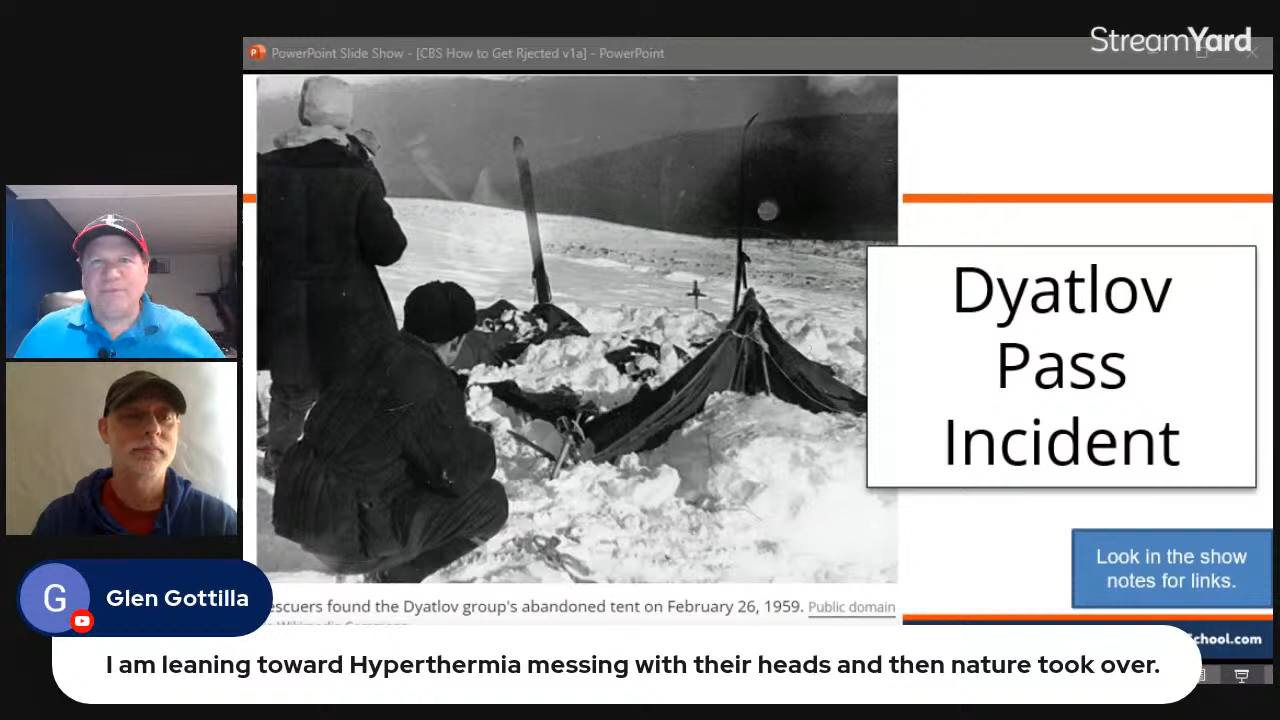 StreamYard
PowerPoint Slide Show - [CBS How to Get Rjected v1a] - PowerPoint
Dyatlov
Pass
Incident
Look in the show
notes for links.
escuers found the Dyatlov group's abandoned tent on February 26, 1959. Public domain
School.com
G
Glen Gottilla
I am leaning toward Hyperthermia messing with their heads and then nature took over.